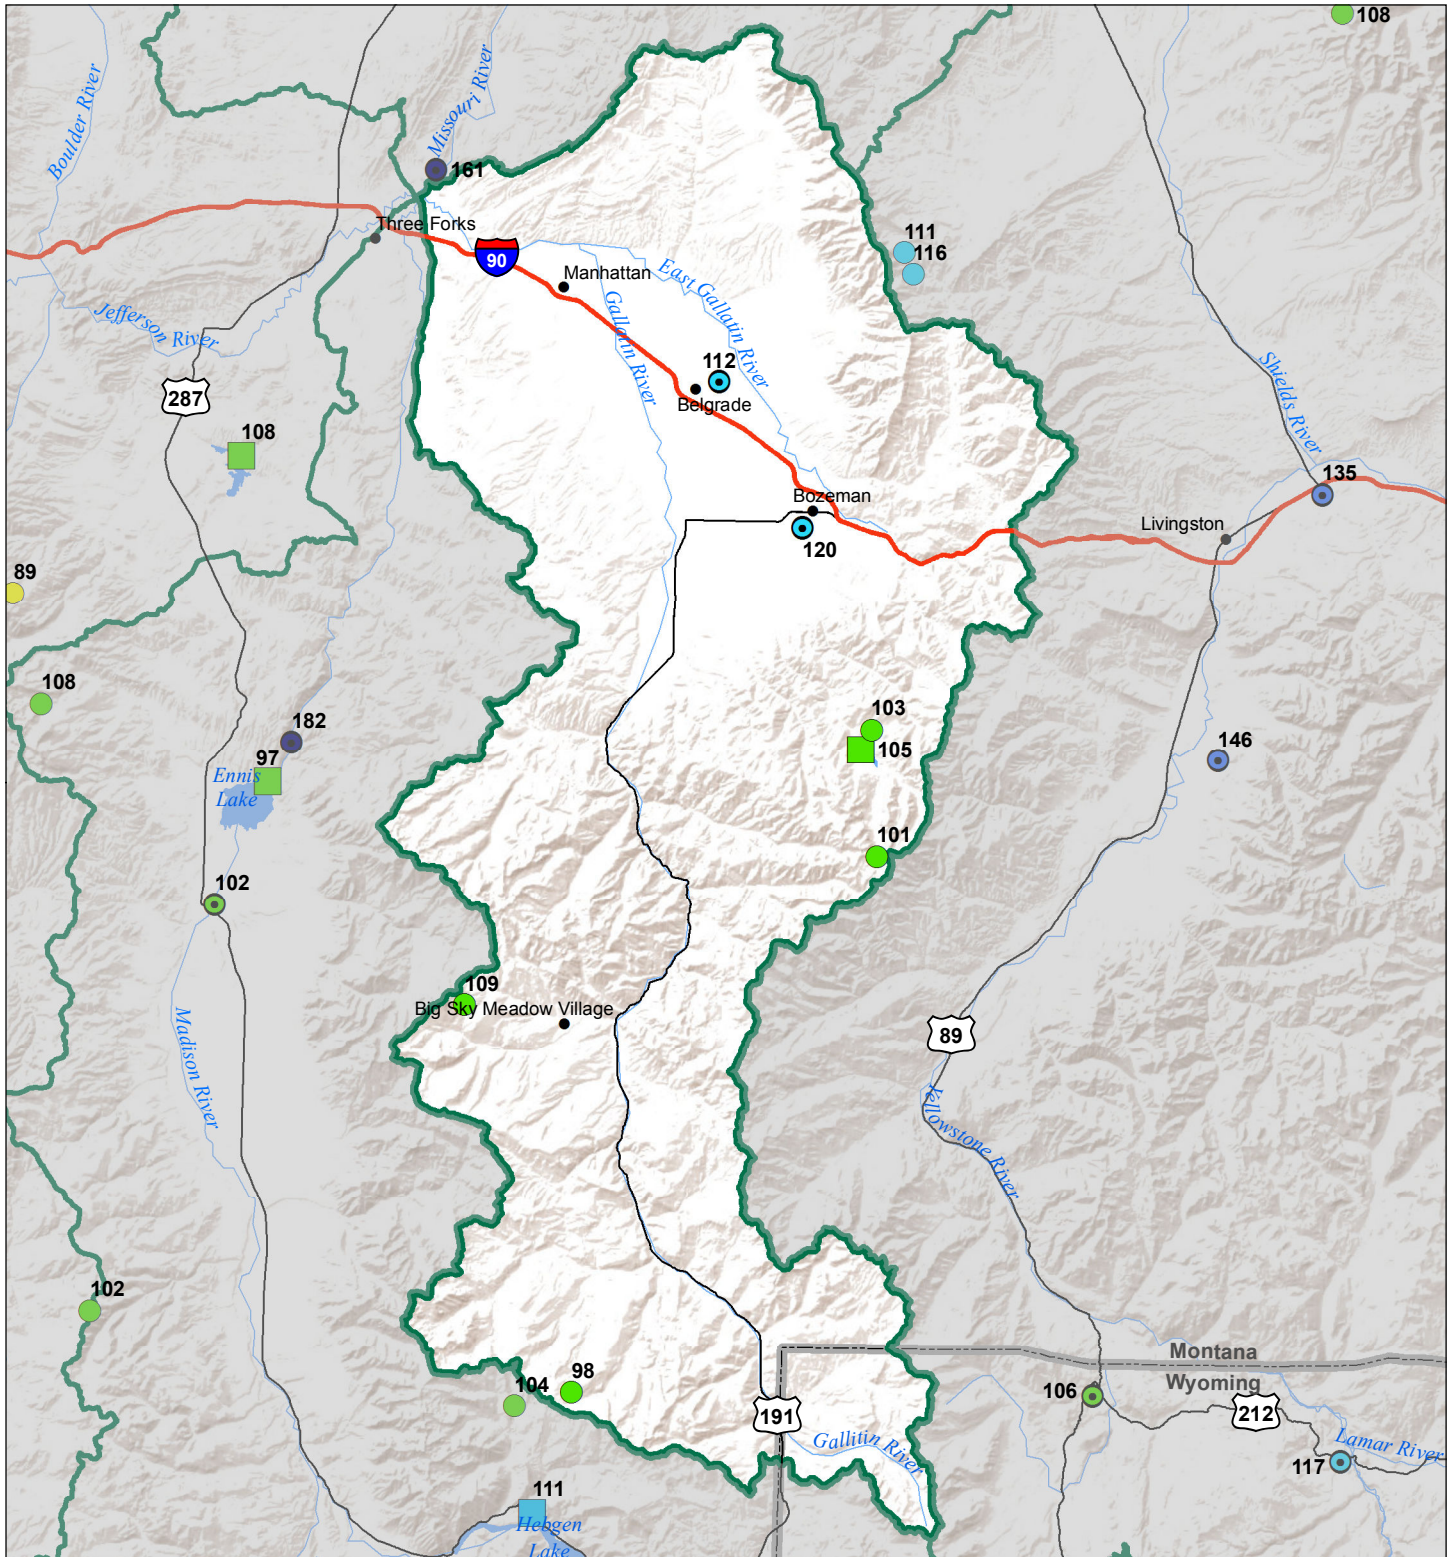 108
Boulder River
Missouri River
161
Three Forks
90
Manhattan
111
116
East Gallatin River
Gallatin River
Jefferson River
287
112
Belgrade
Shields River
108
135
Bozeman
Livingston
120
89
108
103
105
182
97
Ennis
Lake
146
101
102
109
Big Sky Meadow Village
Madison River
89
Yellowstone River
102
Montana
Wyoming
98
104
106
191
212
Gallitin River
Lamar River
117
111
Hebgen
Lake